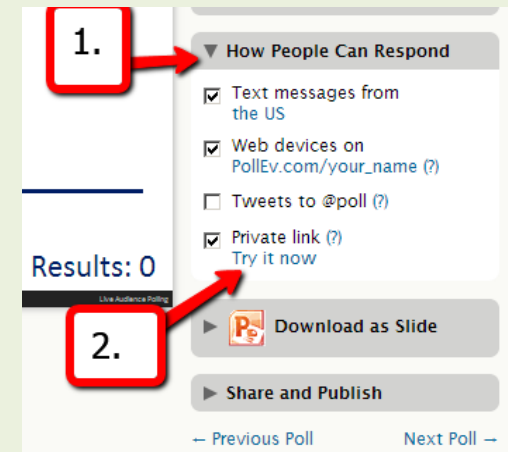 1.
▼ How People Can Respond
Text messages from
the US
Web devices on
PollEv.com/your_name (?)
Tweets to @poll (?)
Private link (?)
Try it now
Results: 0
Live Audience Polling
2.
▶ Download as Slide
▶ Share and Publish
← Previous Poll Next Poll →